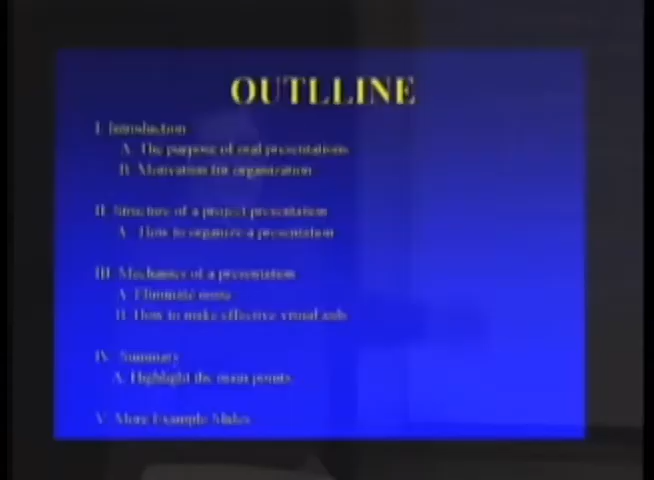 OUTLLINE
I. Introduction
A. The purpose of oral presentations
B. Motivation for organization
II. Structure of a project presentation
A. How to organize a presentation
III. Mechanics of a presentation
A. Eliminate noise
B. How to make effective visual aids
IV. Summary
A. Highlight the main points
V. More Example Slides